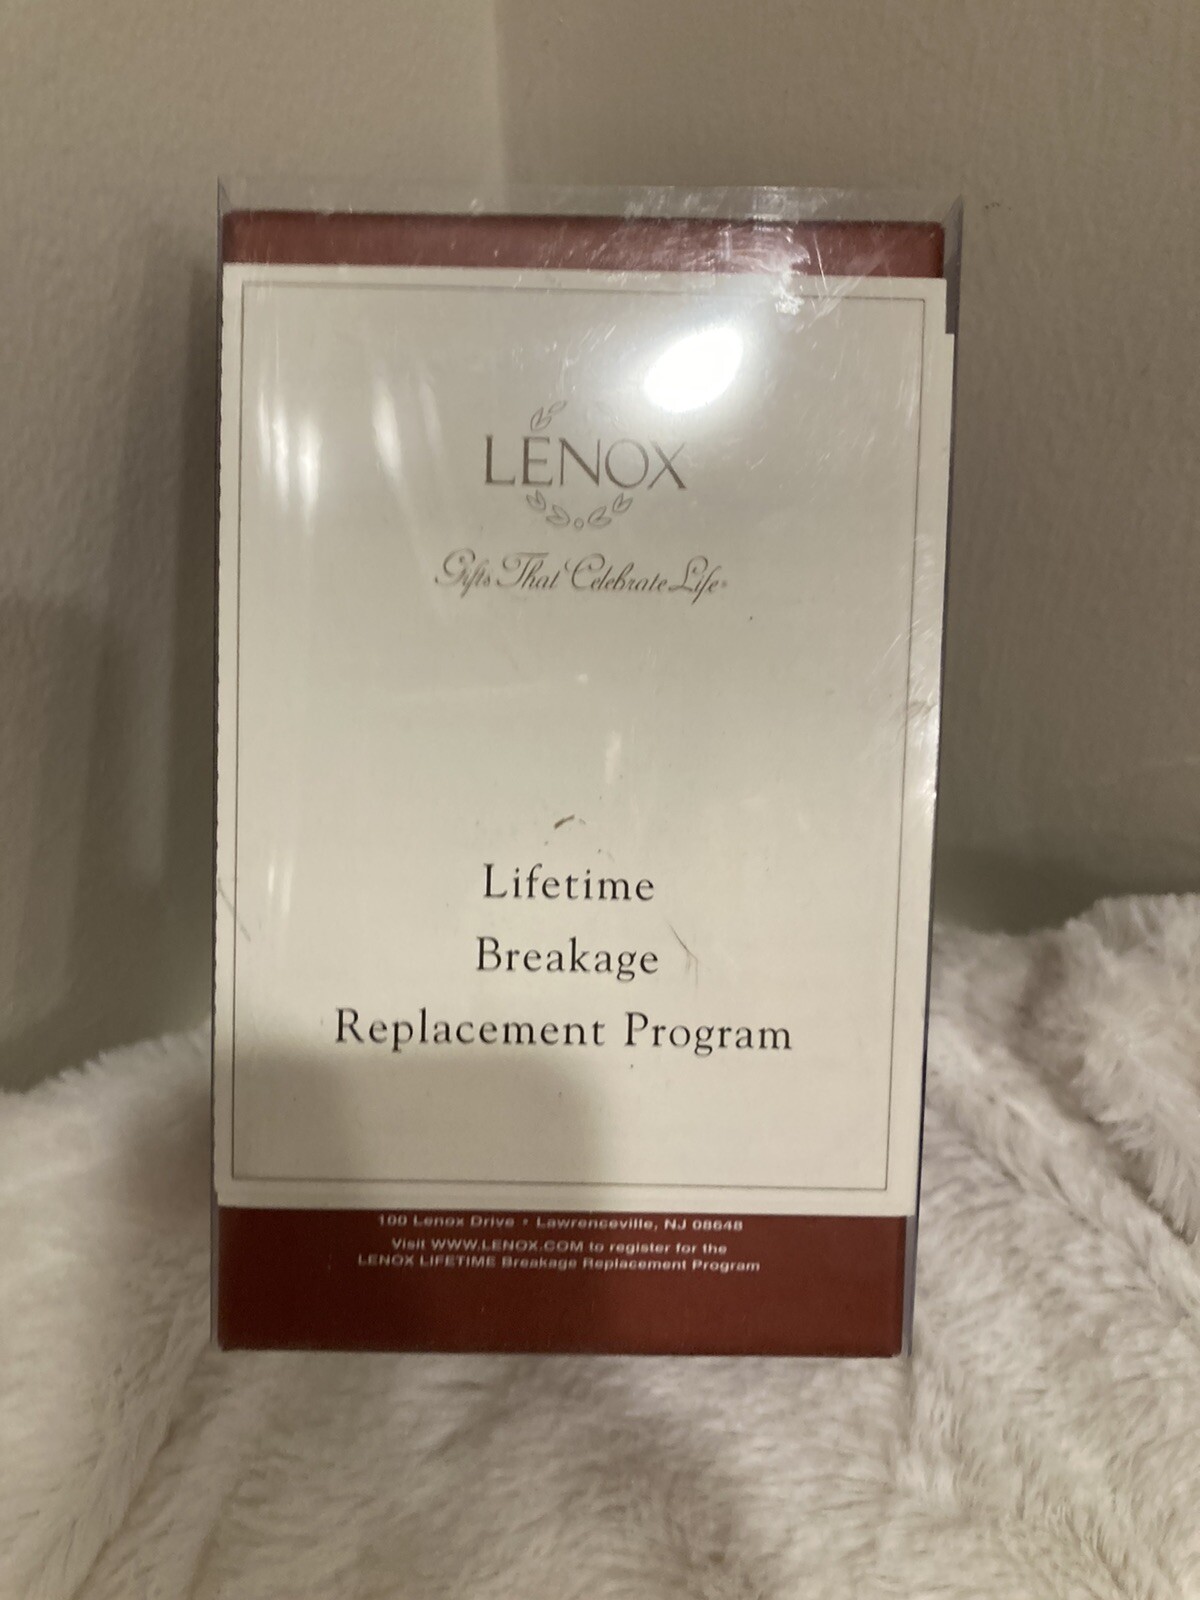 LENOX
Gifts That Celebrate Life®
Lifetime
Breakage
Replacement Program
100 Lenox Drive • Lawrenceville, NJ 08648
Visit WWW.LENOX.COM to register for the
LENOX LIFETIME Breakage Replacement Program